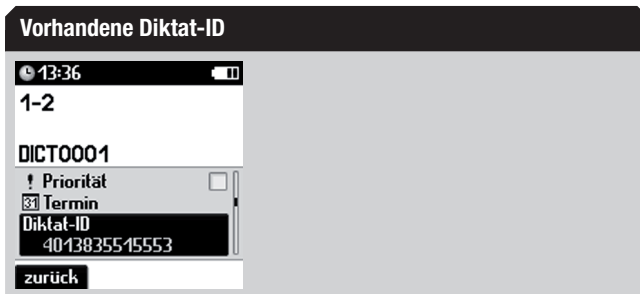 Vorhandene Diktat-ID
13:36
1-2
DICT0001
! Priorität
31 Termin
Diktat-ID
4013835515553
zurück